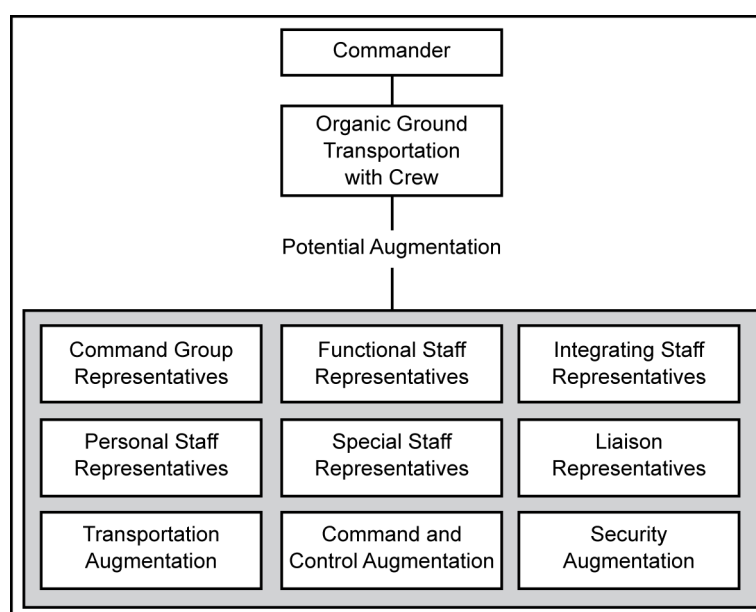 Commander
Organic Ground
Transportation
with Crew
Potential Augmentation
Command Group
Representatives
Functional Staff
Representatives
Integrating Staff
Representatives
Personal Staff
Representatives
Special Staff
Representatives
Liaison
Representatives
Transportation
Augmentation
Command and
Control Augmentation
Security
Augmentation